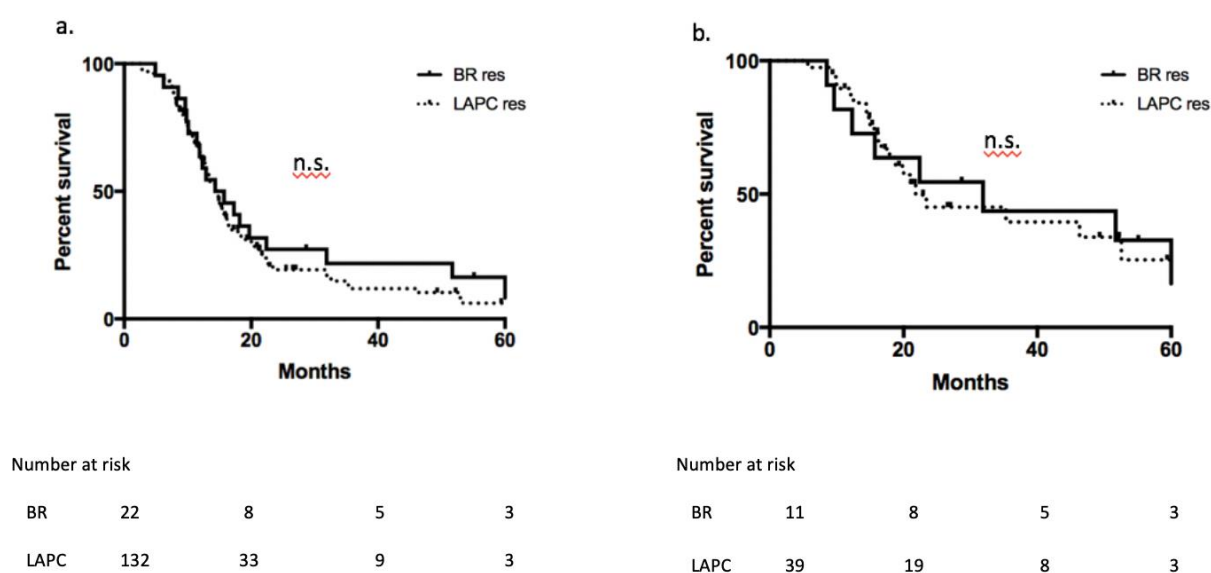 a.
100
50
0
0 20 40 60
Percent survival
Months
BR res
LAPC res
n.s.
Number at risk
BR 22 8 5 3
LAPC 132 33 9 3
b.
100
50
0
0 20 40 60
Percent survival
Months
BR res
LAPC res
n.s.
Number at risk
BR 11 8 5 3
LAPC 39 19 8 3